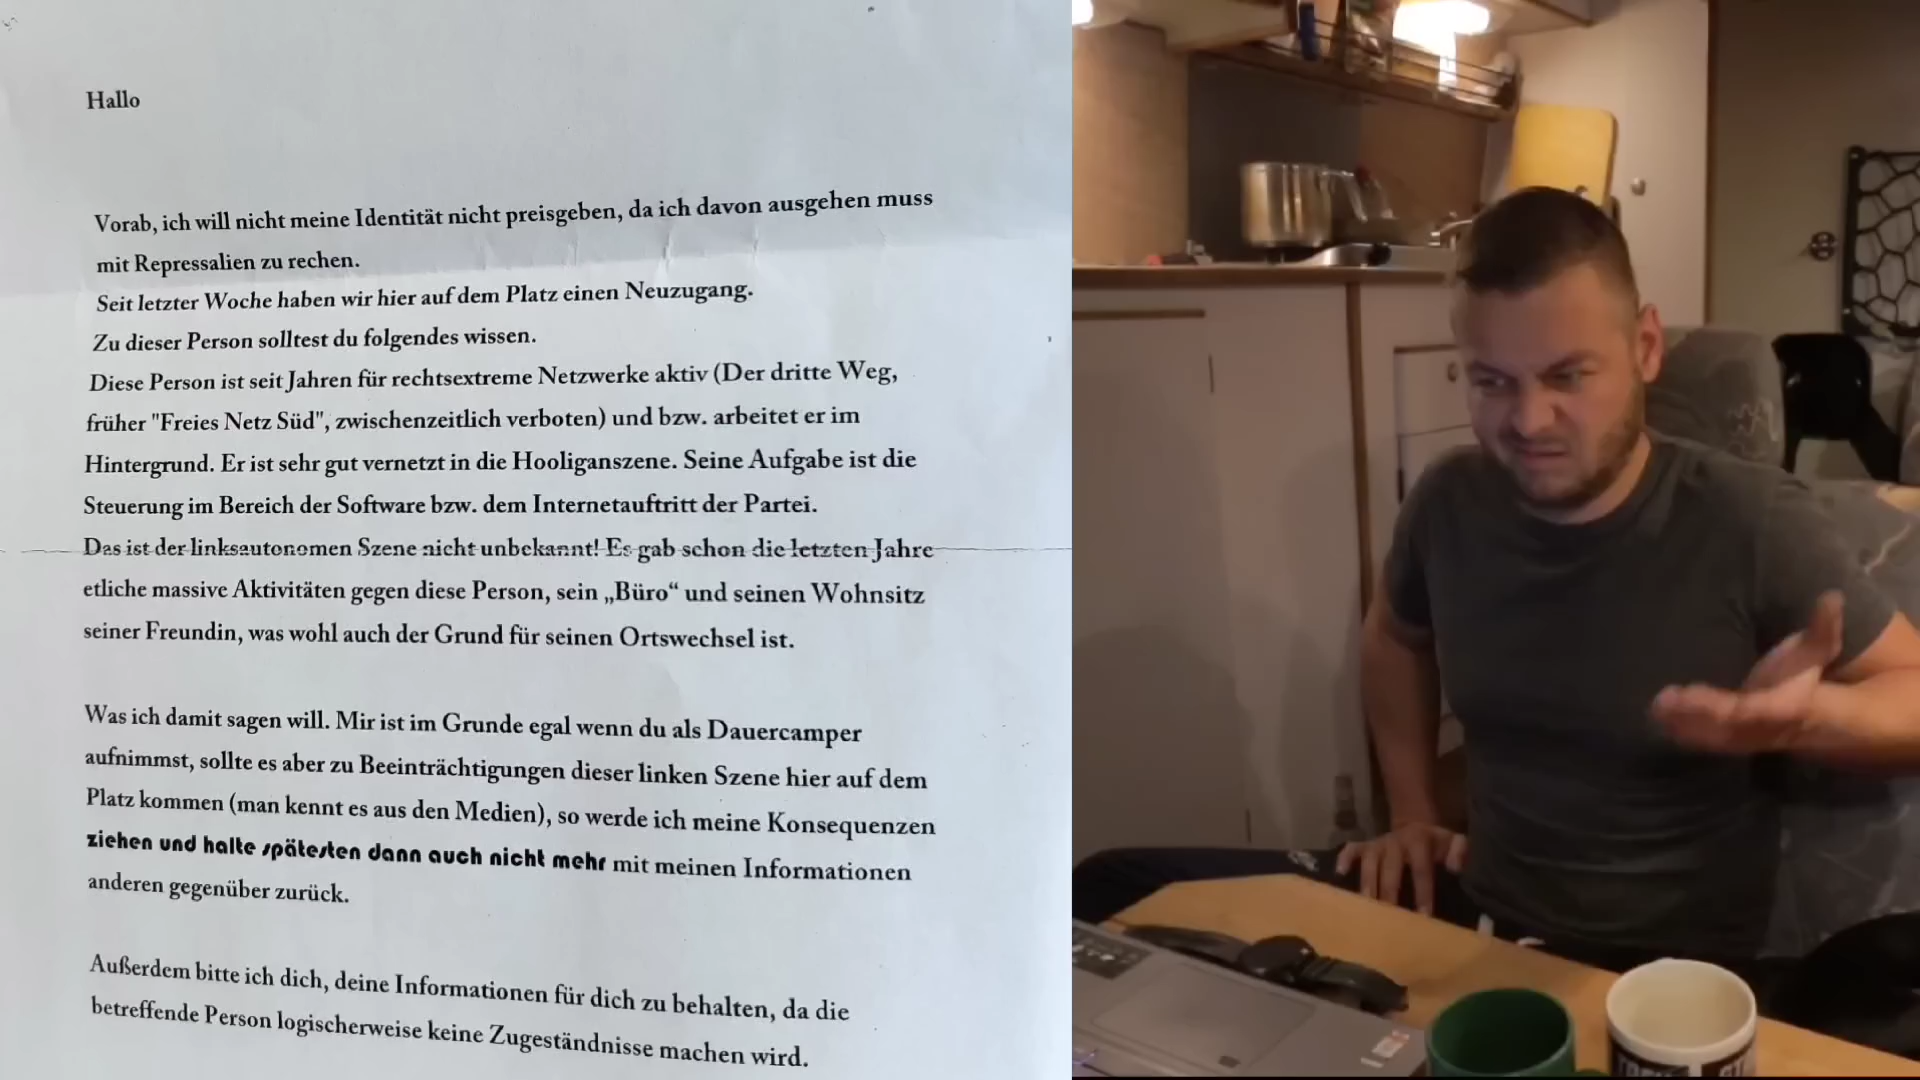 Hallo
Vorab, ich will nicht meine Identität nicht preisgeben, da ich davon ausgehen muss
mit Repressalien zu rechen.
Seit letzter Woche haben wir hier auf dem Platz einen Neuzugang.
Zu dieser Person solltest du folgendes wissen.
Diese Person ist seit Jahren für rechtsextreme Netzwerke aktiv (Der dritte Weg,
früher "Freies Netz Süd", zwischenzeitlich verboten) und bzw. arbeitet er im
Hintergrund. Er ist sehr gut vernetzt in die Hooliganszene. Seine Aufgabe ist die
Steuerung im Bereich der Software bzw. dem Internetauftritt der Partei.
Das ist der linksautonomen Szene nicht unbekannt! Es gab schon die letzten Jahre
etliche massive Aktivitäten gegen diese Person, sein „Büro“ und seinen Wohnsitz
seiner Freundin, was wohl auch der Grund für seinen Ortswechsel ist.
Was ich damit sagen will. Mir ist im Grunde egal wenn du als Dauercamper
aufnimmst, sollte es aber zu Beeinträchtigungen dieser linken Szene hier auf dem
Platz kommen (man kennt es aus den Medien), so werde ich meine Konsequenzen
ziehen und halte spätesten dann auch nicht mehr mit meinen Informationen
anderen gegenüber zurück.
Außerdem bitte ich dich, deine Informationen für dich zu behalten, da die
betreffende Person logischerweise keine Zugeständnisse machen wird.